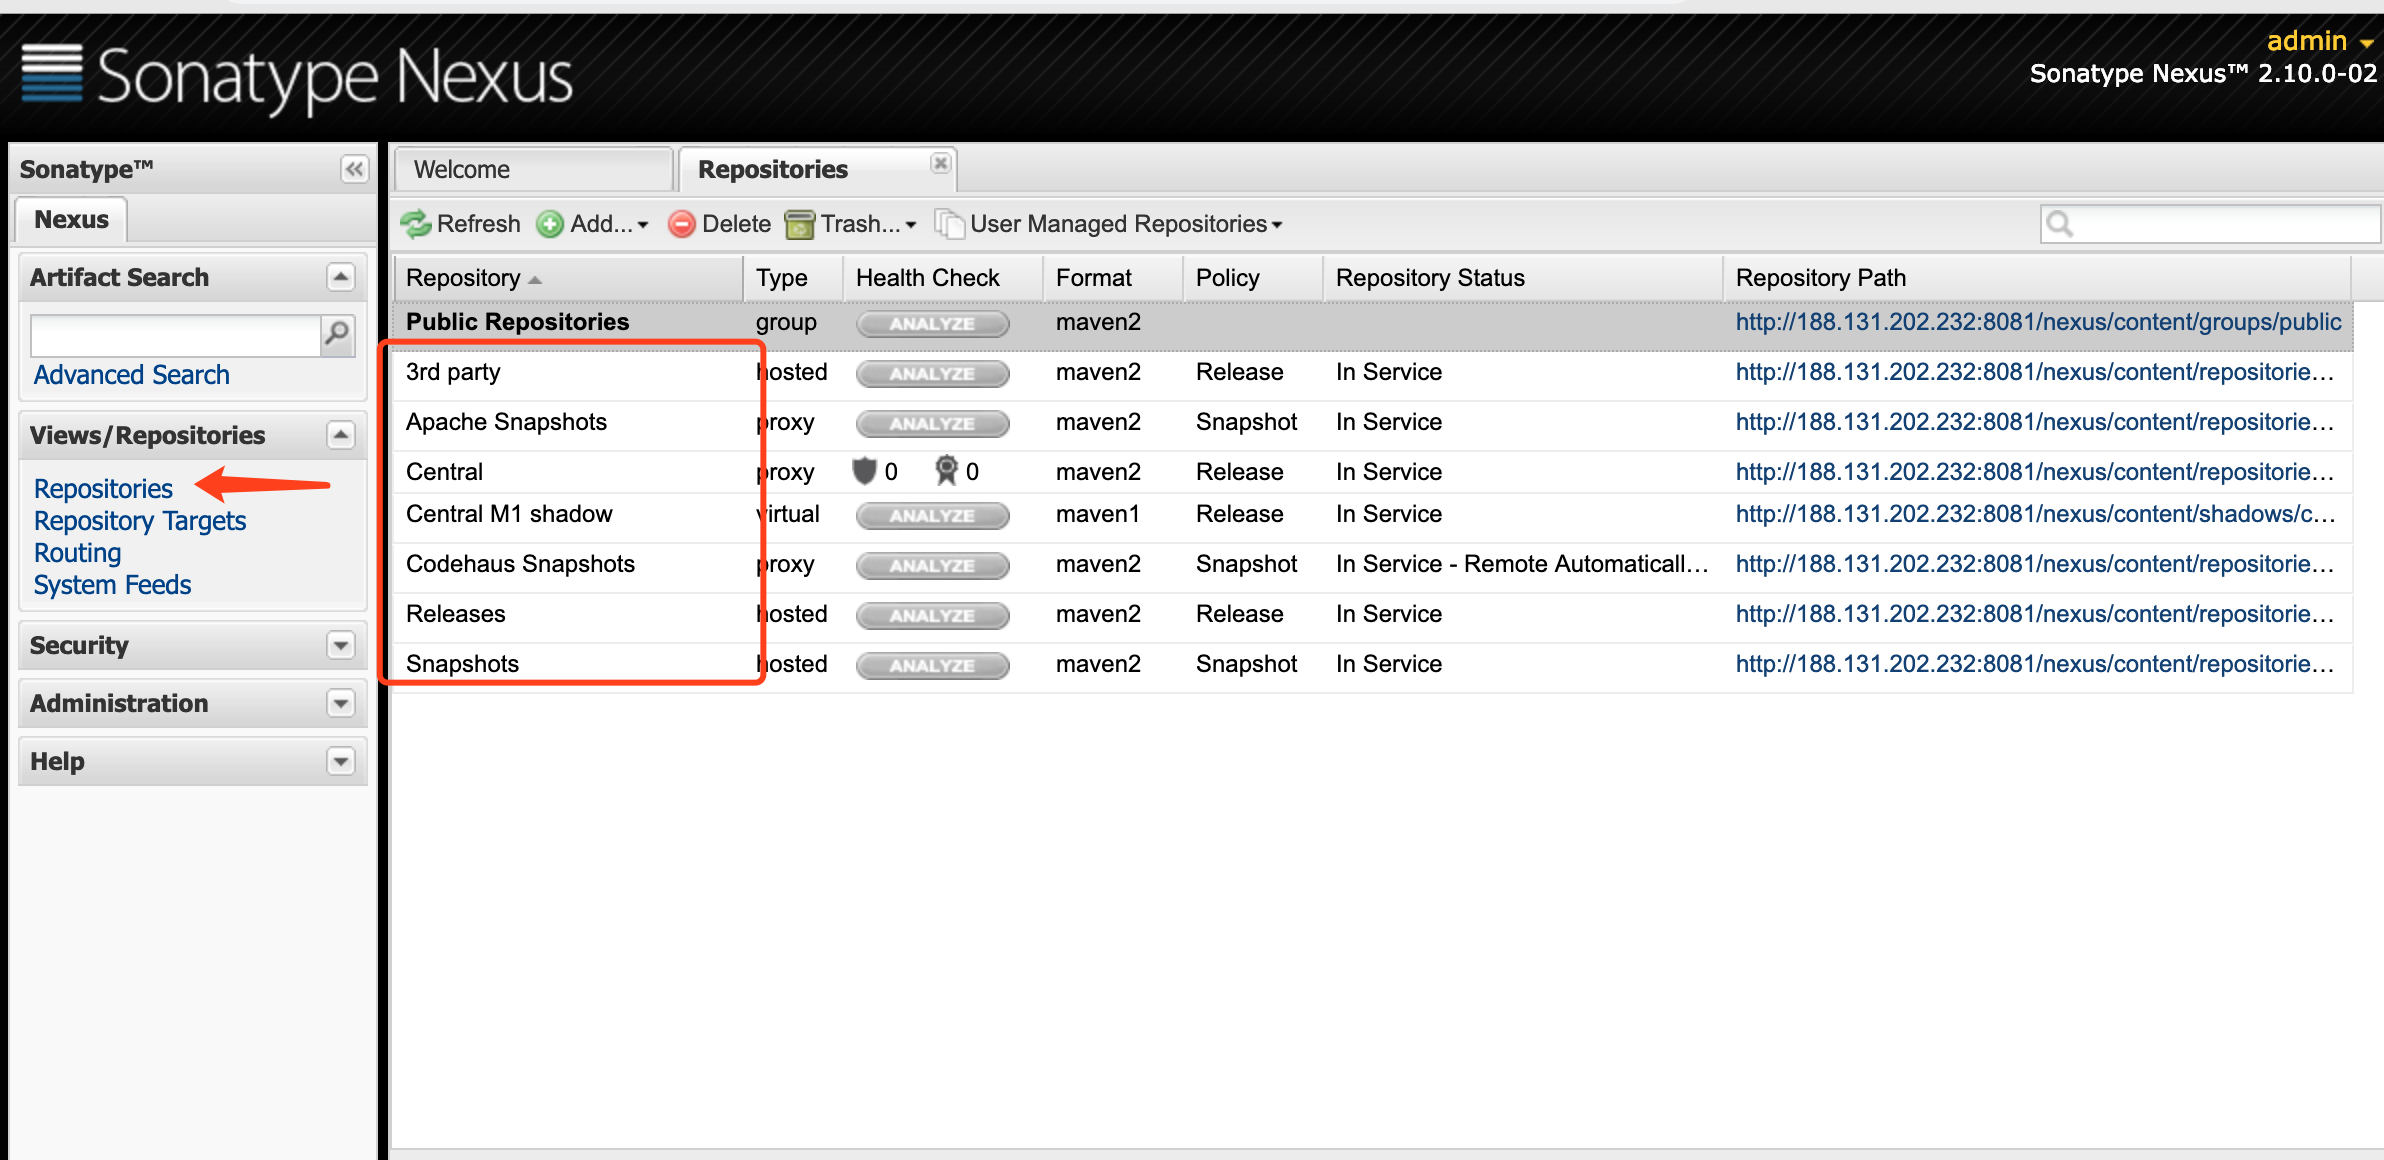 Sonatype Nexus
admin
Sonatype Nexus™ 2.10.0-02
Sonatype™
Nexus
Artifact Search
Advanced Search
Views/Repositories
Repositories
Repository Targets
Routing
System Feeds
Security
Administration
Help
Welcome
Repositories
Refresh Add... Delete Trash... User Managed Repositories
Repository Type Health Check Format Policy Repository Status Repository Path
Public Repositories group ANALYZE maven2 http://188.131.202.232:8081/nexus/content/groups/public
3rd party hosted ANALYZE maven2 Release In Service http://188.131.202.232:8081/nexus/content/repositorie...
Apache Snapshots proxy ANALYZE maven2 Snapshot In Service http://188.131.202.232:8081/nexus/content/repositorie...
Central proxy 0 0 maven2 Release In Service http://188.131.202.232:8081/nexus/content/repositorie...
Central M1 shadow virtual ANALYZE maven1 Release In Service http://188.131.202.232:8081/nexus/content/shadows/c...
Codehaus Snapshots proxy ANALYZE maven2 Snapshot In Service - Remote Automaticall... http://188.131.202.232:8081/nexus/content/repositorie...
Releases hosted ANALYZE maven2 Release In Service http://188.131.202.232:8081/nexus/content/repositorie...
Snapshots hosted ANALYZE maven2 Snapshot In Service http://188.131.202.232:8081/nexus/content/repositorie...